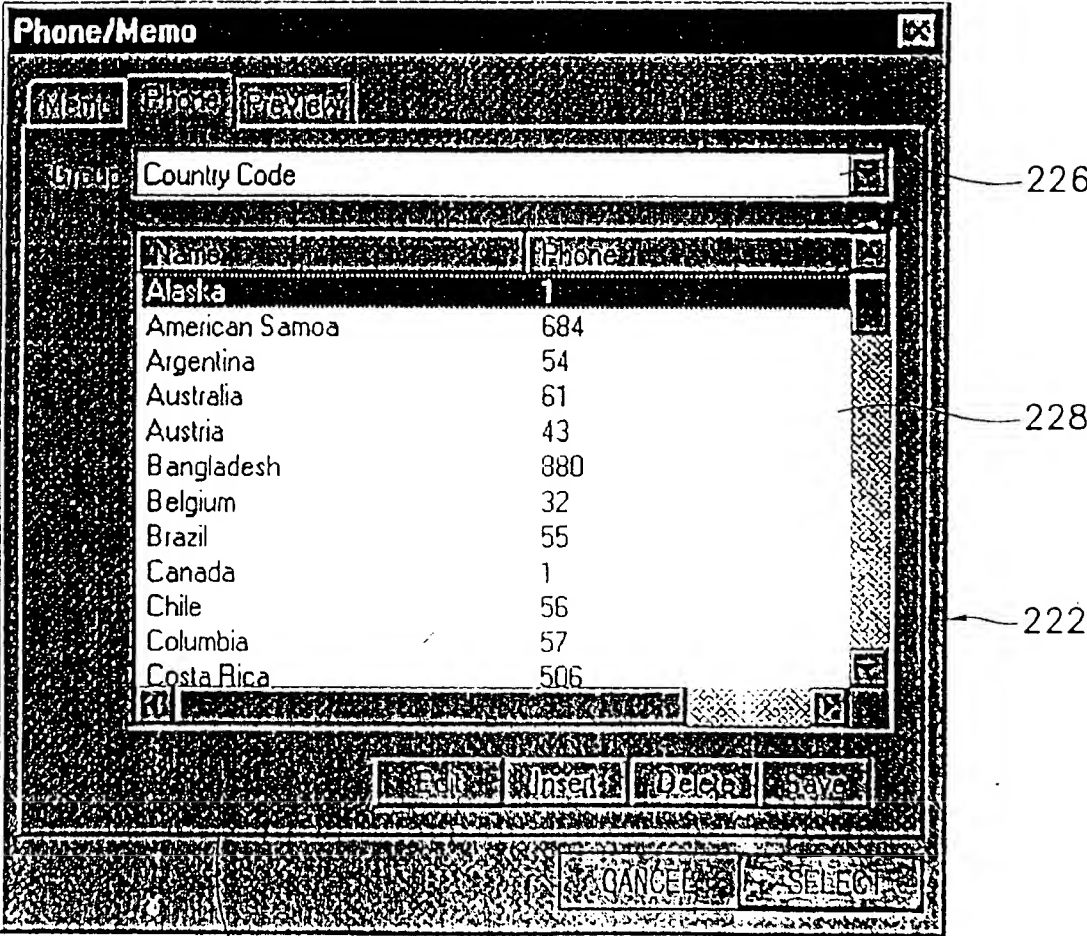 Phone/Memo
Memo Phone Preview
Group Country Code
226
Name Phone
Alaska 1
American Samoa 684
Argentina 54
Australia 61
228
Austria 43
Bangladesh 880
Belgium 32
Brazil 55
Canada 1
Chile 56
222
Columbia 57
Costa Rica 506
Edit Insert Delete Save
CANCEL SELECT